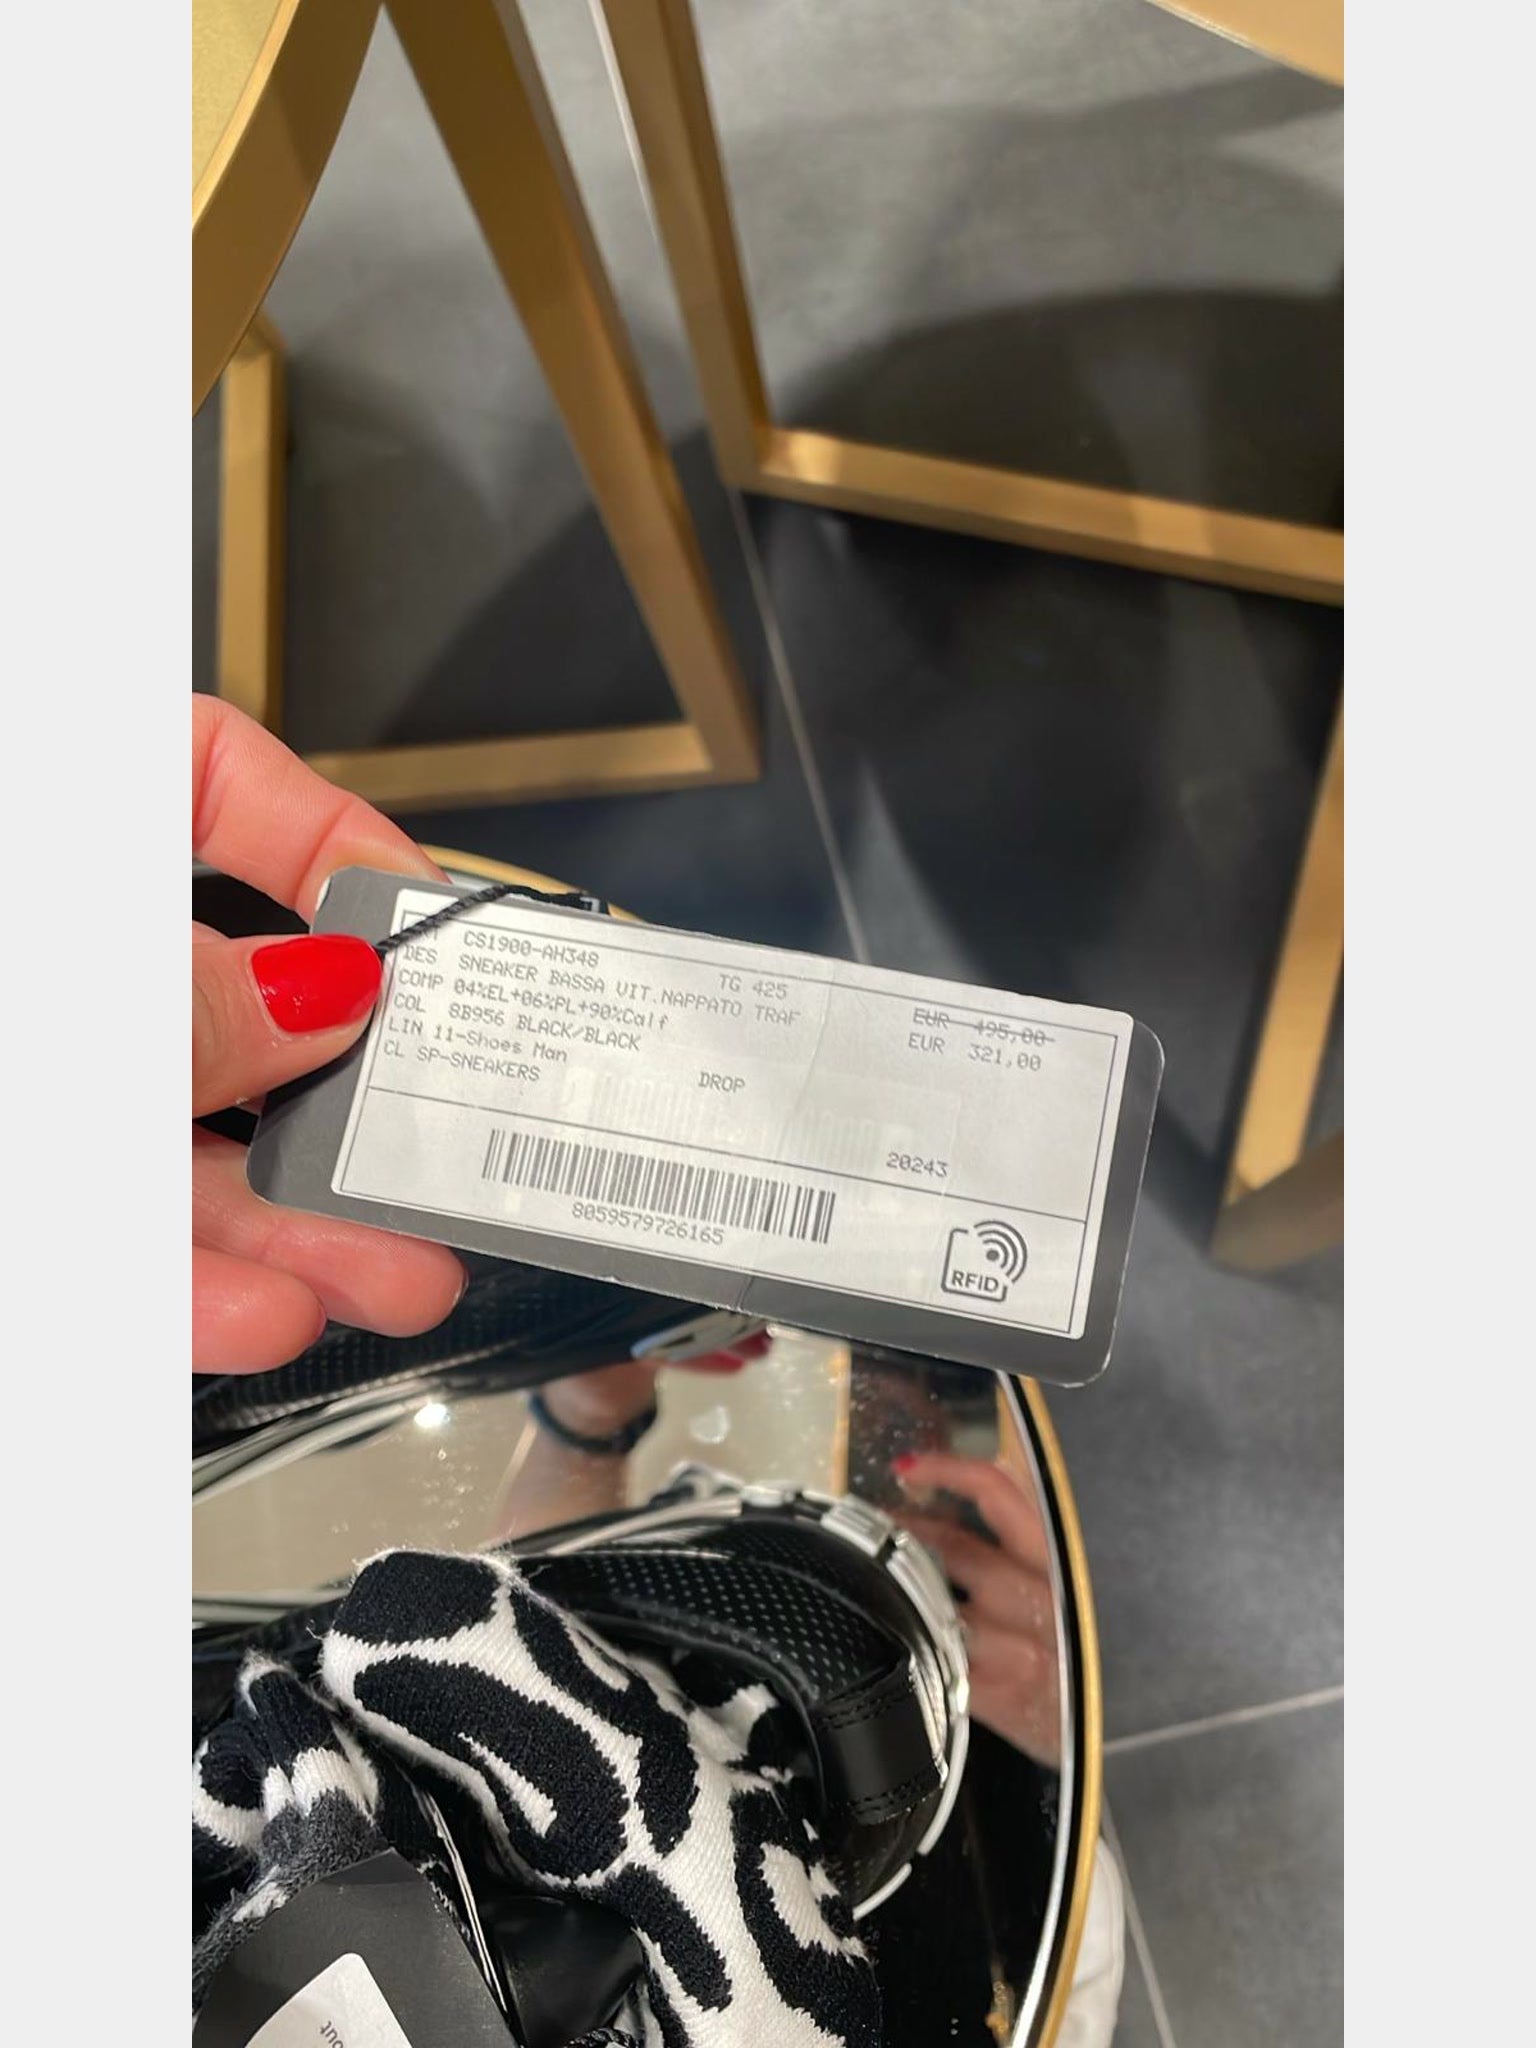 CS1900-AH348
TG 425
DES SNEAKER BASSA VIT.NAPPATO TRAF
COMP 04%EL+06%PL+90%Calf
COL 8B956 BLACK/BLACK
LIN 11-Shoes Man
CL SP-SNEAKERS
DROP
EUR 495,00
EUR 321,00
20243
8059579726165
RFID
out